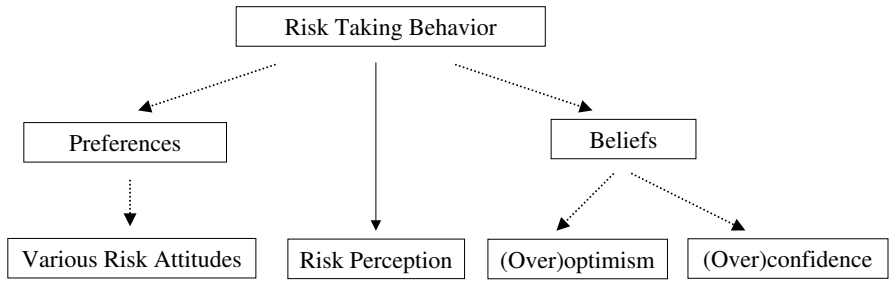 Risk Taking Behavior
Preferences
Beliefs
Various Risk Attitudes
Risk Perception
(Over)optimism
(Over)confidence